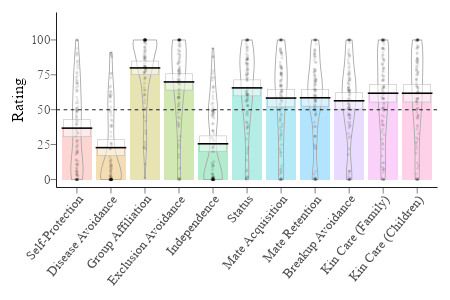 Rating
100
75
50
25
0
Self-Protection
Disease Avoidance
Group Affiliation
Exclusion Avoidance
Independence
Status
Mate Acquisition
Mate Retention
Breakup Avoidance
Kin Care (Family)
Kin Care (Children)